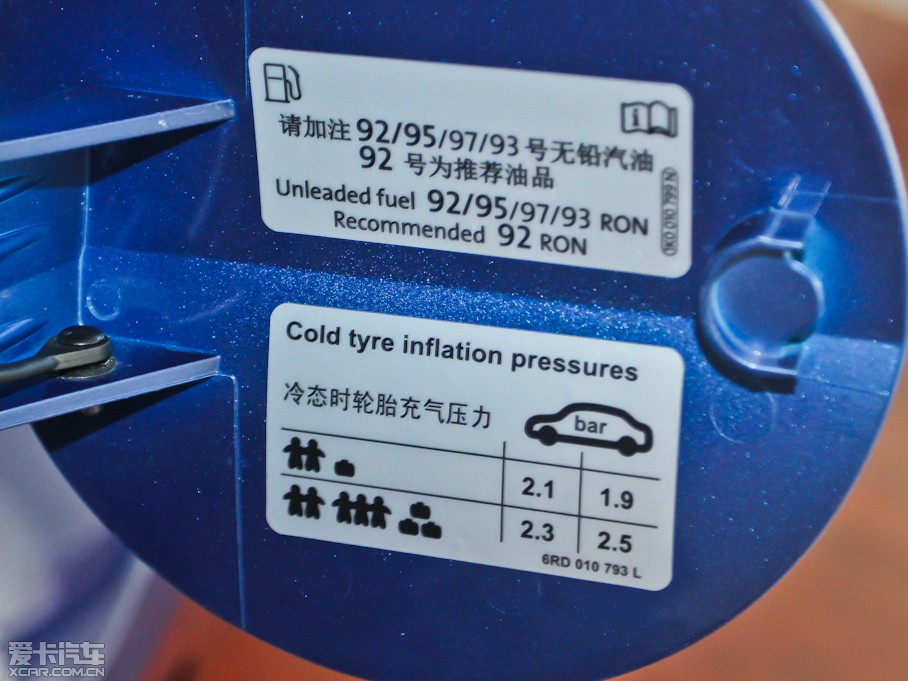 请加注 92/95/97/93 号无铅汽油
92 号为推荐油品
Unleaded fuel 92/95/97/93 RON
Recommended 92 RON
Cold tyre inflation pressures
冷态时轮胎充气压力
bar
2.1 1.9
2.3 2.5
6RD 010 793 L
爱卡汽车
XCAR.COM.CN